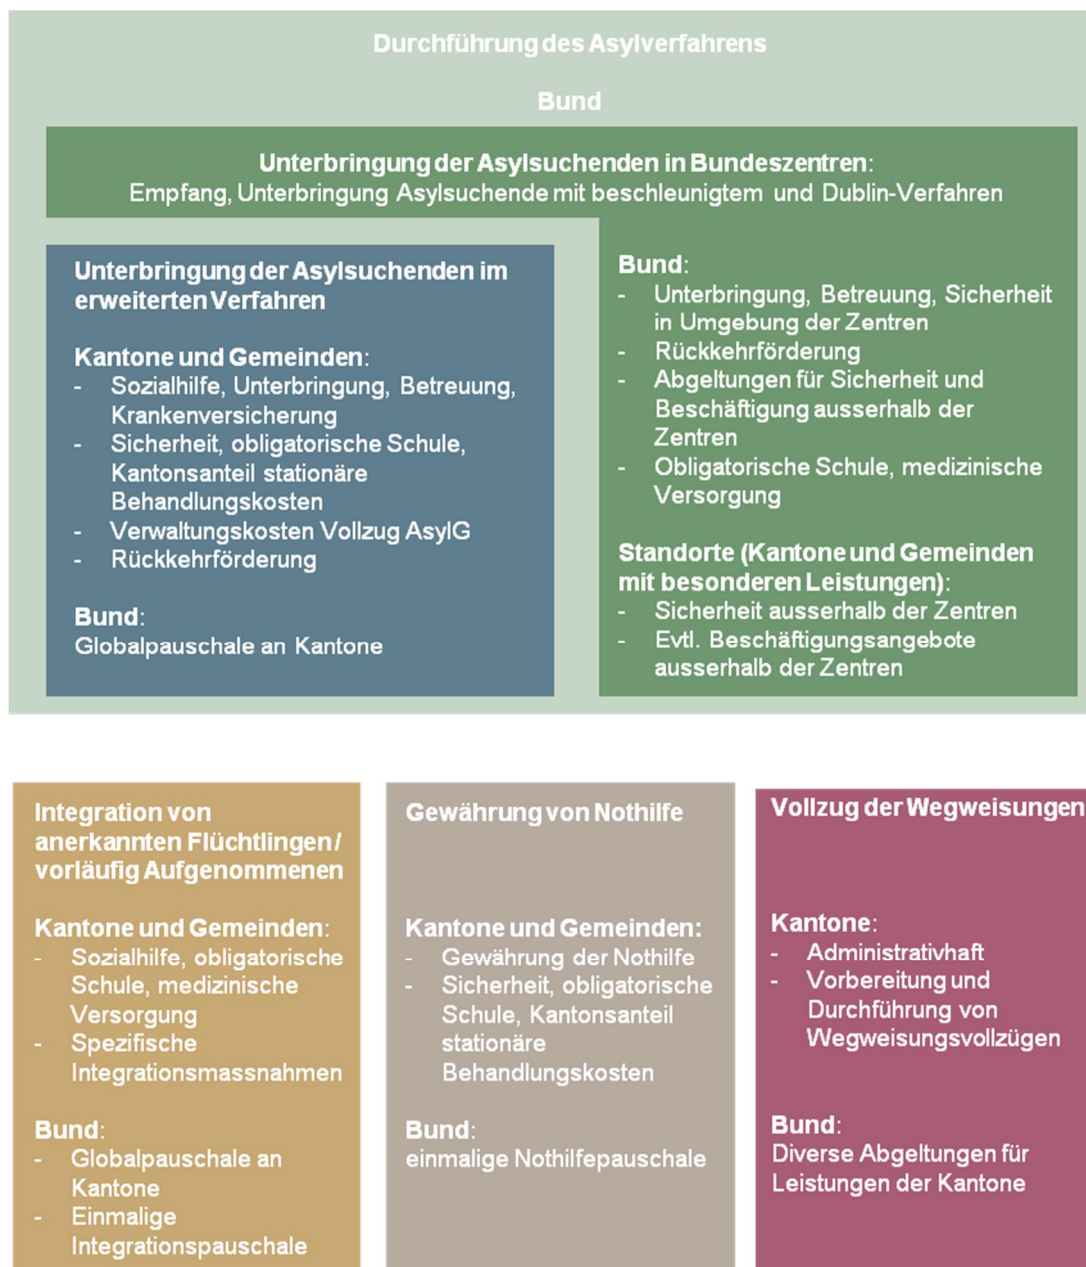 Durchführung des Asylverfahrens
Bund
Unterbringung der Asylsuchenden in Bundeszentren:
Empfang, Unterbringung Asylsuchende mit beschleunigtem und Dublin-Verfahren
Unterbringung der Asylsuchenden im
erweiterten Verfahren
Kantone und Gemeinden:
- Sozialhilfe, Unterbringung, Betreuung,
Krankenversicherung
- Sicherheit, obligatorische Schule,
Kantonsanteil stationäre
Behandlungskosten
- Verwaltungskosten Vollzug AsylG
- Rückkehrförderung
Bund:
Globalpauschale an Kantone
Bund:
- Unterbringung, Betreuung, Sicherheit
in Umgebung der Zentren
- Rückkehrförderung
- Abgeltungen für Sicherheit und
Beschäftigung ausserhalb der
Zentren
- Obligatorische Schule, medizinische
Versorgung
Standorte (Kantone und Gemeinden
mit besonderen Leistungen):
- Sicherheit ausserhalb der Zentren
- Evtl. Beschäftigungsangebote
ausserhalb der Zentren
Integration von
anerkannten Flüchtlingen/
vorläufig Aufgenommenen
Kantone und Gemeinden:
- Sozialhilfe, obligatorische
Schule, medizinische
Versorgung
- Spezifische
Integrationsmassnahmen
Bund:
- Globalpauschale an
Kantone
- Einmalige
Integrationspauschale
Gewährung von Nothilfe
Kantone und Gemeinden:
- Gewährung der Nothilfe
- Sicherheit, obligatorische
Schule, Kantonsanteil
stationäre
Behandlungskosten
Bund:
einmalige Nothilfepauschale
Vollzug der Wegweisungen
Kantone:
- Administrativhaft
- Vorbereitung und
Durchführung von
Wegweisungsvollzügen
Bund:
Diverse Abgeltungen für
Leistungen der Kantone